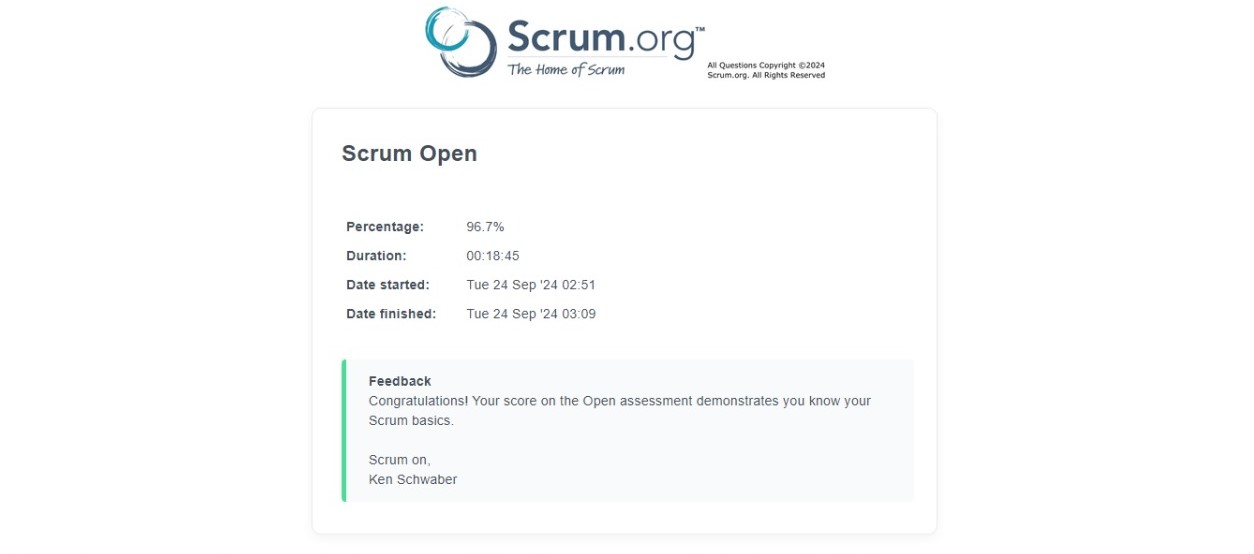 Scrum.org™
The Home of Scrum
All Questions Copyright ©2024
Scrum.org. All Rights Reserved
Scrum Open
Percentage: 96.7%
Duration: 00:18:45
Date started: Tue 24 Sep '24 02:51
Date finished: Tue 24 Sep '24 03:09
Feedback
Congratulations! Your score on the Open assessment demonstrates you know your
Scrum basics.
Scrum on,
Ken Schwaber